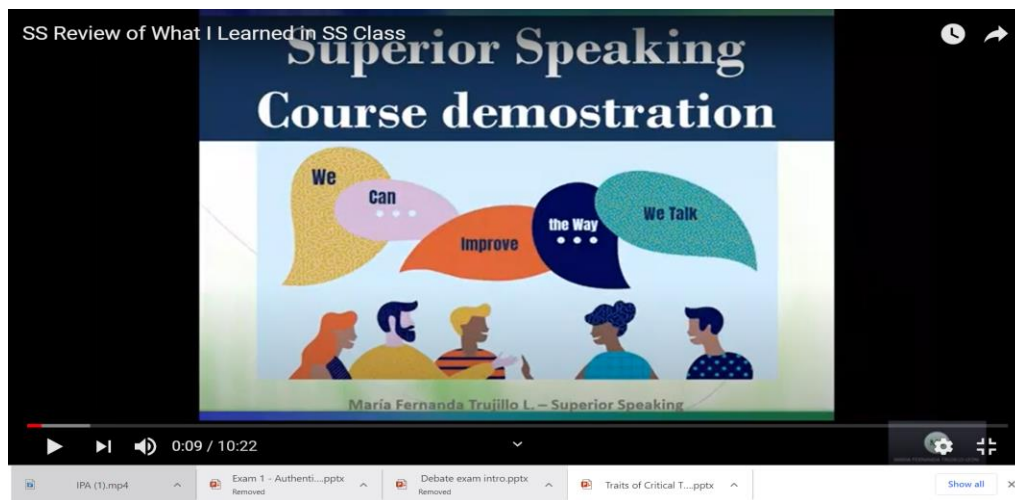 SS Review of What I Learned in SS Class
Superior Speaking
Course demostration
We
Can
Improve
the Way
We Talk
María Fernanda Trujillo L. – Superior Speaking
0:09 / 10:22
IPA (1).mp4
Exam 1 - Authenti....pptx
Removed
Debate exam intro.pptx
Removed
Traits of Critical T....pptx
Show all